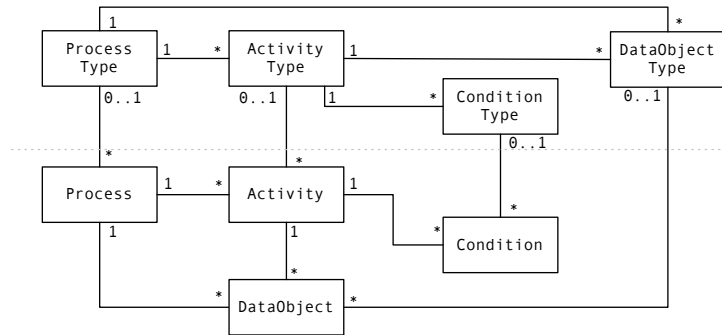 1 *
Process Type
1 *
Activity Type
1 *
DataObject Type
0..1 0..1 1 * 0..1
Condition Type
0..1
* *
Process
1 *
Activity
1
* *
Condition
1 1
*
* DataObject *